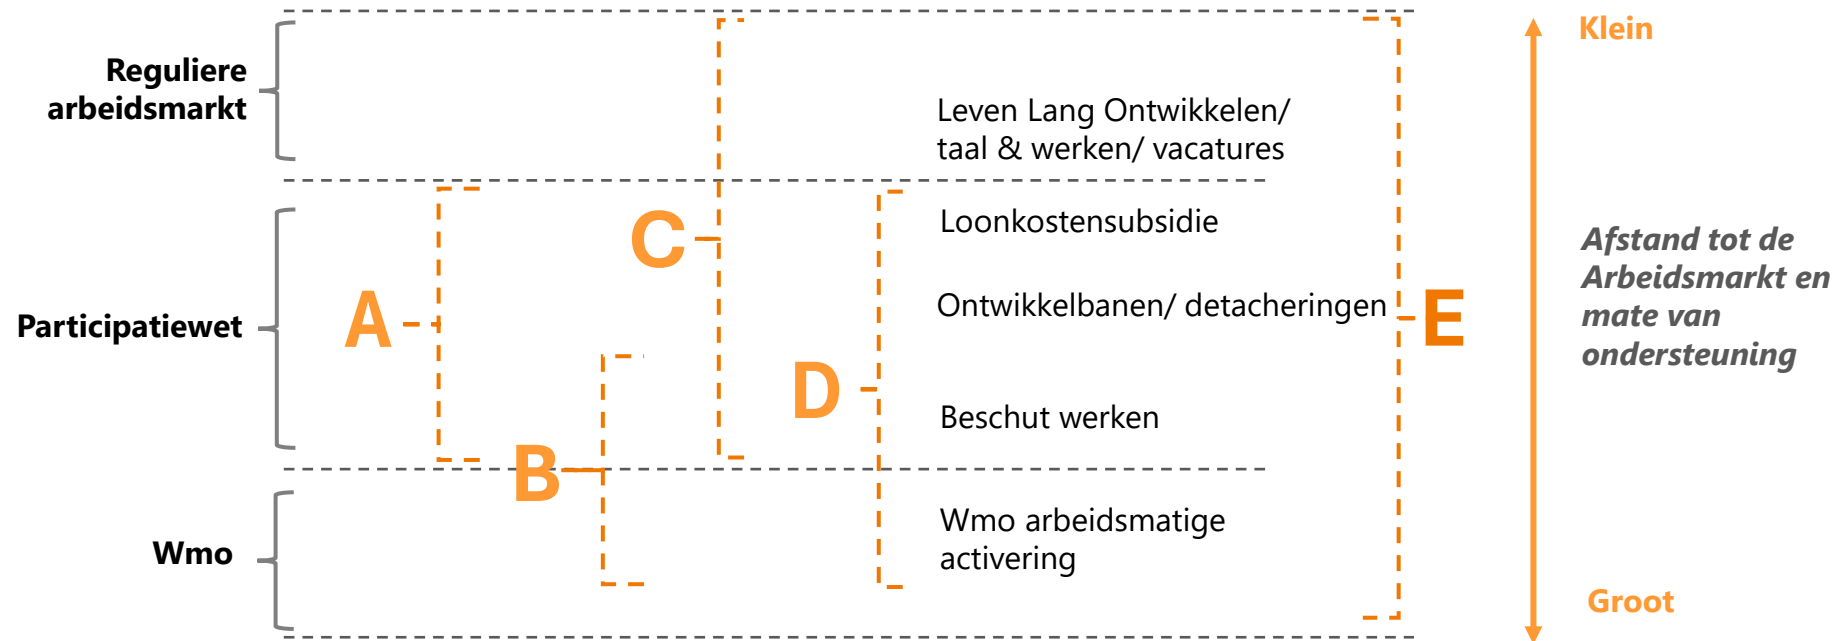 Reguliere
arbeidsmarkt
Participatiewet
Wmo
A
B
C
D
Leven Lang Ontwikkelen/
taal & werken/ vacatures
Loonkostensubsidie
Ontwikkelbanen/ detacheringen
Beschut werken
Wmo arbeidsmatige
activering
E
Klein
Afstand tot de
Arbeidsmarkt en
mate van
ondersteuning
Groot